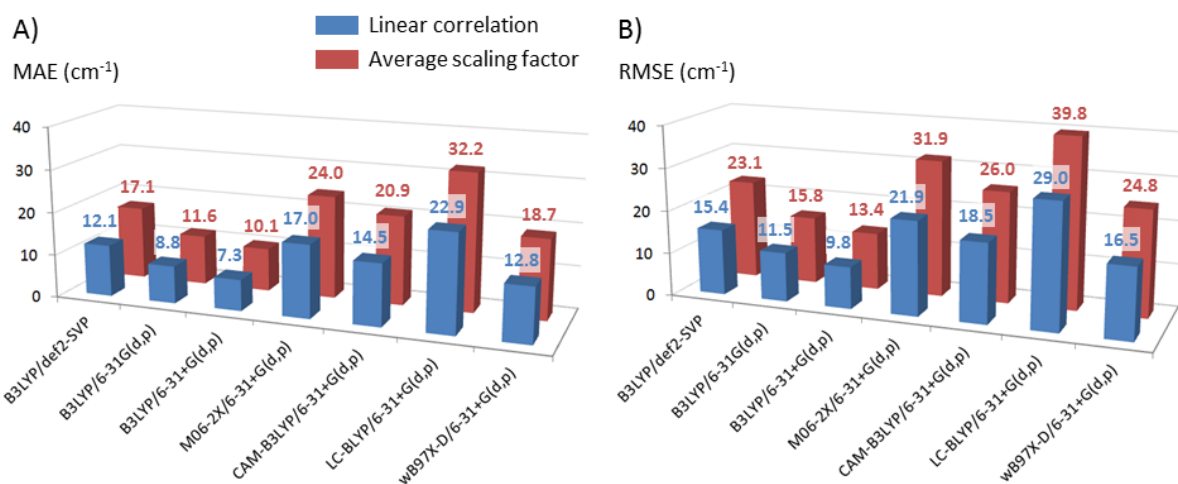 A)
MAE (cm-1)
Linear correlation
Average scaling factor
B)
RMSE (cm-1)
40
30
20
10
0
12.1
17.1
8.8
11.6
7.3
10.1
17.0
24.0
14.5
20.9
22.9
32.2
12.8
18.7
B3LYP/def2-SVP
B3LYP/6-31G(d,p)
B3LYP/6-31+G(d,p)
M06-2X/6-31+G(d,p)
CAM-B3LYP/6-31+G(d,p)
LC-BLYP/6-31+G(d,p)
wB97X-D/6-31+G(d,p)
40
30
20
10
0
15.4
23.1
11.5
15.8
9.8
13.4
21.9
31.9
18.5
26.0
29.0
39.8
16.5
24.8
B3LYP/def2-SVP
B3LYP/6-31G(d,p)
B3LYP/6-31+G(d,p)
M06-2X/6-31+G(d,p)
CAM-B3LYP/6-31+G(d,p)
LC-BLYP/6-31+G(d,p)
wB97X-D/6-31+G(d,p)